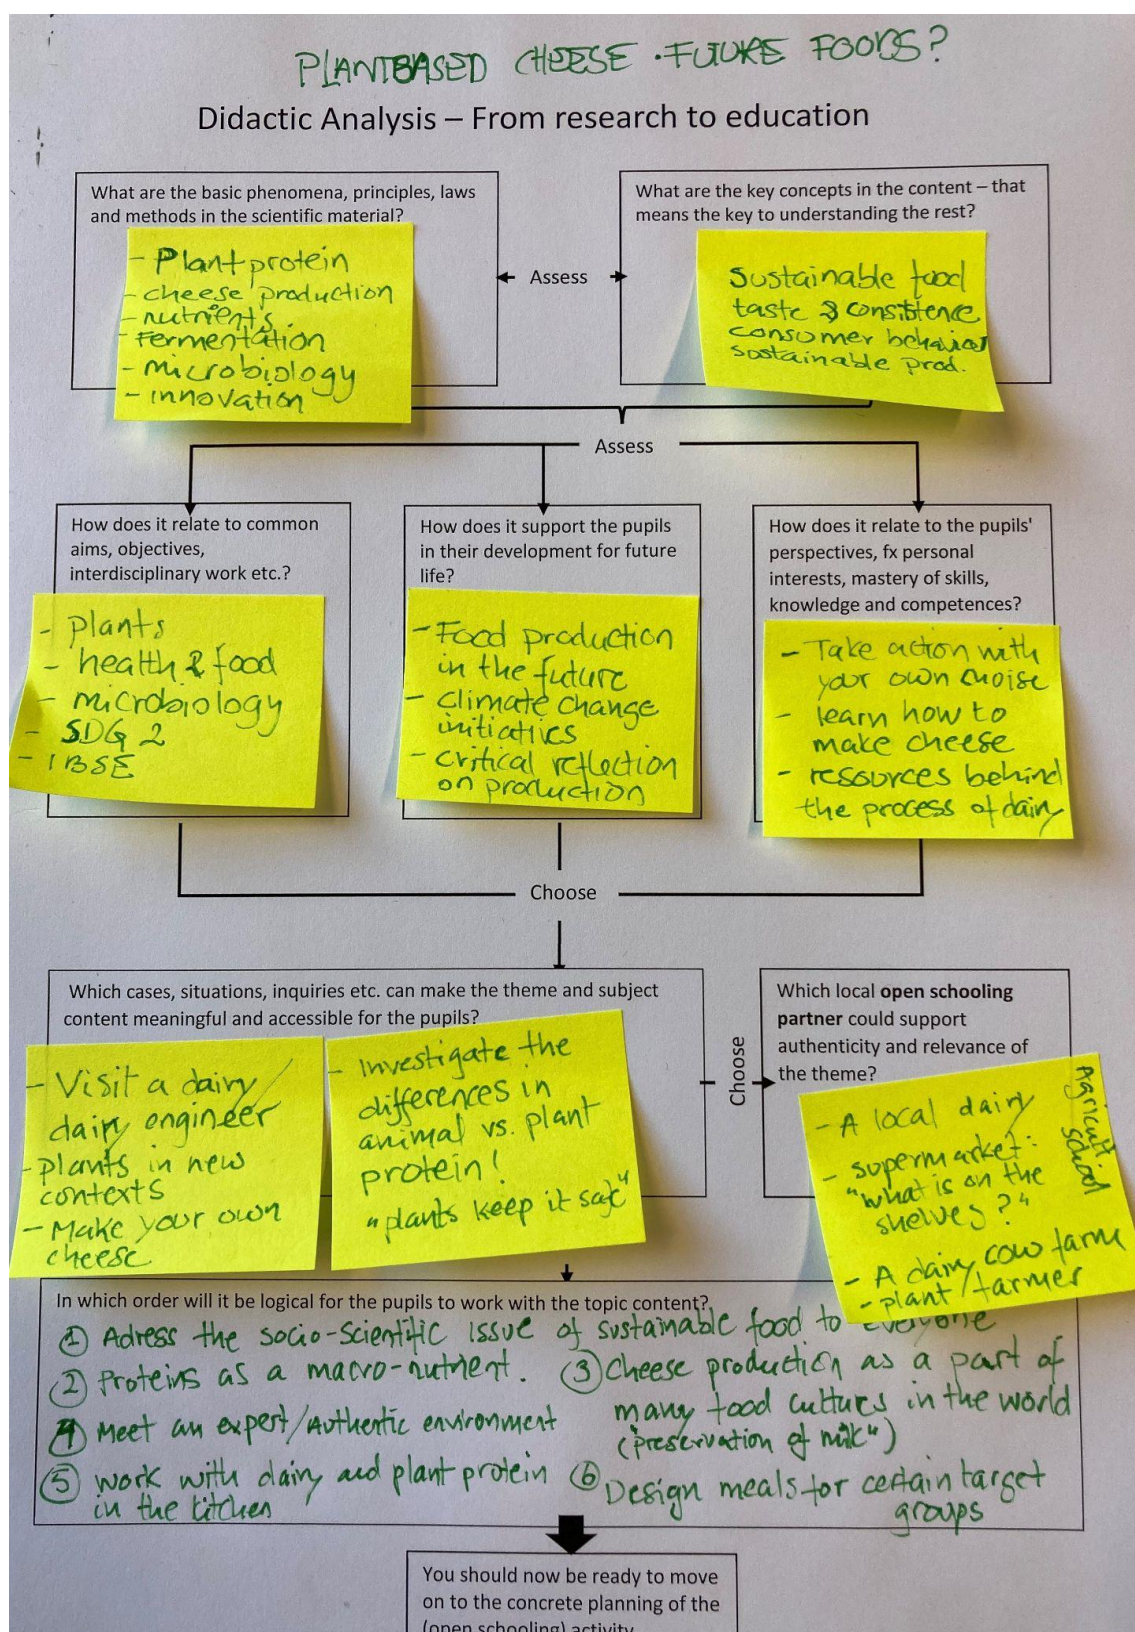 PLANTBASED CHEESE · FUTURE FOODS?
Didactic Analysis – From research to education
What are the basic phenomena, principles, laws
and methods in the scientific material?
- Plantprotein
- cheese production
- nutrients
- Fermentation
- microbiology
- innovation
Assess
What are the key concepts in the content – that
means the key to understanding the rest?
Sustainable food
taste & consistence
consumer behavior
sustainable prod.
Assess
How does it relate to common
aims, objectives,
interdisciplinary work etc.?
- plants
- health & food
- microbiology
- SDG 2
- IBSE
How does it support the pupils
in their development for future
life?
- Food production
in the future
- climate change
initiatics
- critical reflection
on production
How does it relate to the pupils'
perspectives, fx personal
interests, mastery of skills,
knowledge and competences?
- Take action with
your own choise
- learn how to
make cheese
- resources behind
the process of dairy
Choose
Which cases, situations, inquiries etc. can make the theme and subject
content meaningful and accessible for the pupils?
- Visit a dairy/
dairy engineer
- plants in new
contexts
- Make your own
cheese
- Investigate the
differences in
animal vs. plant
protein!
"plants keep it safe"
Choose
Which local open schooling
partner could support
authenticity and relevance of
the theme?
- A local dairy
- supermarket:
"what is on the
shelves?"
- A dairy cow farm
- plant/farmer
Agricult
school
In which order will it be logical for the pupils to work with the topic content?
① Adress the socio-scientific issue of sustainable food to everyone
② Proteins as a macro-nutrient.
③ Cheese production as a part of
many food cultures in the world
("preservation of milk")
④ Meet an expert/Authentic environment
⑤ work with dairy and plant protein
in the kitchen
⑥ Design meals for certain target
groups
You should now be ready to move
on to the concrete planning of the
(open schooling) activity